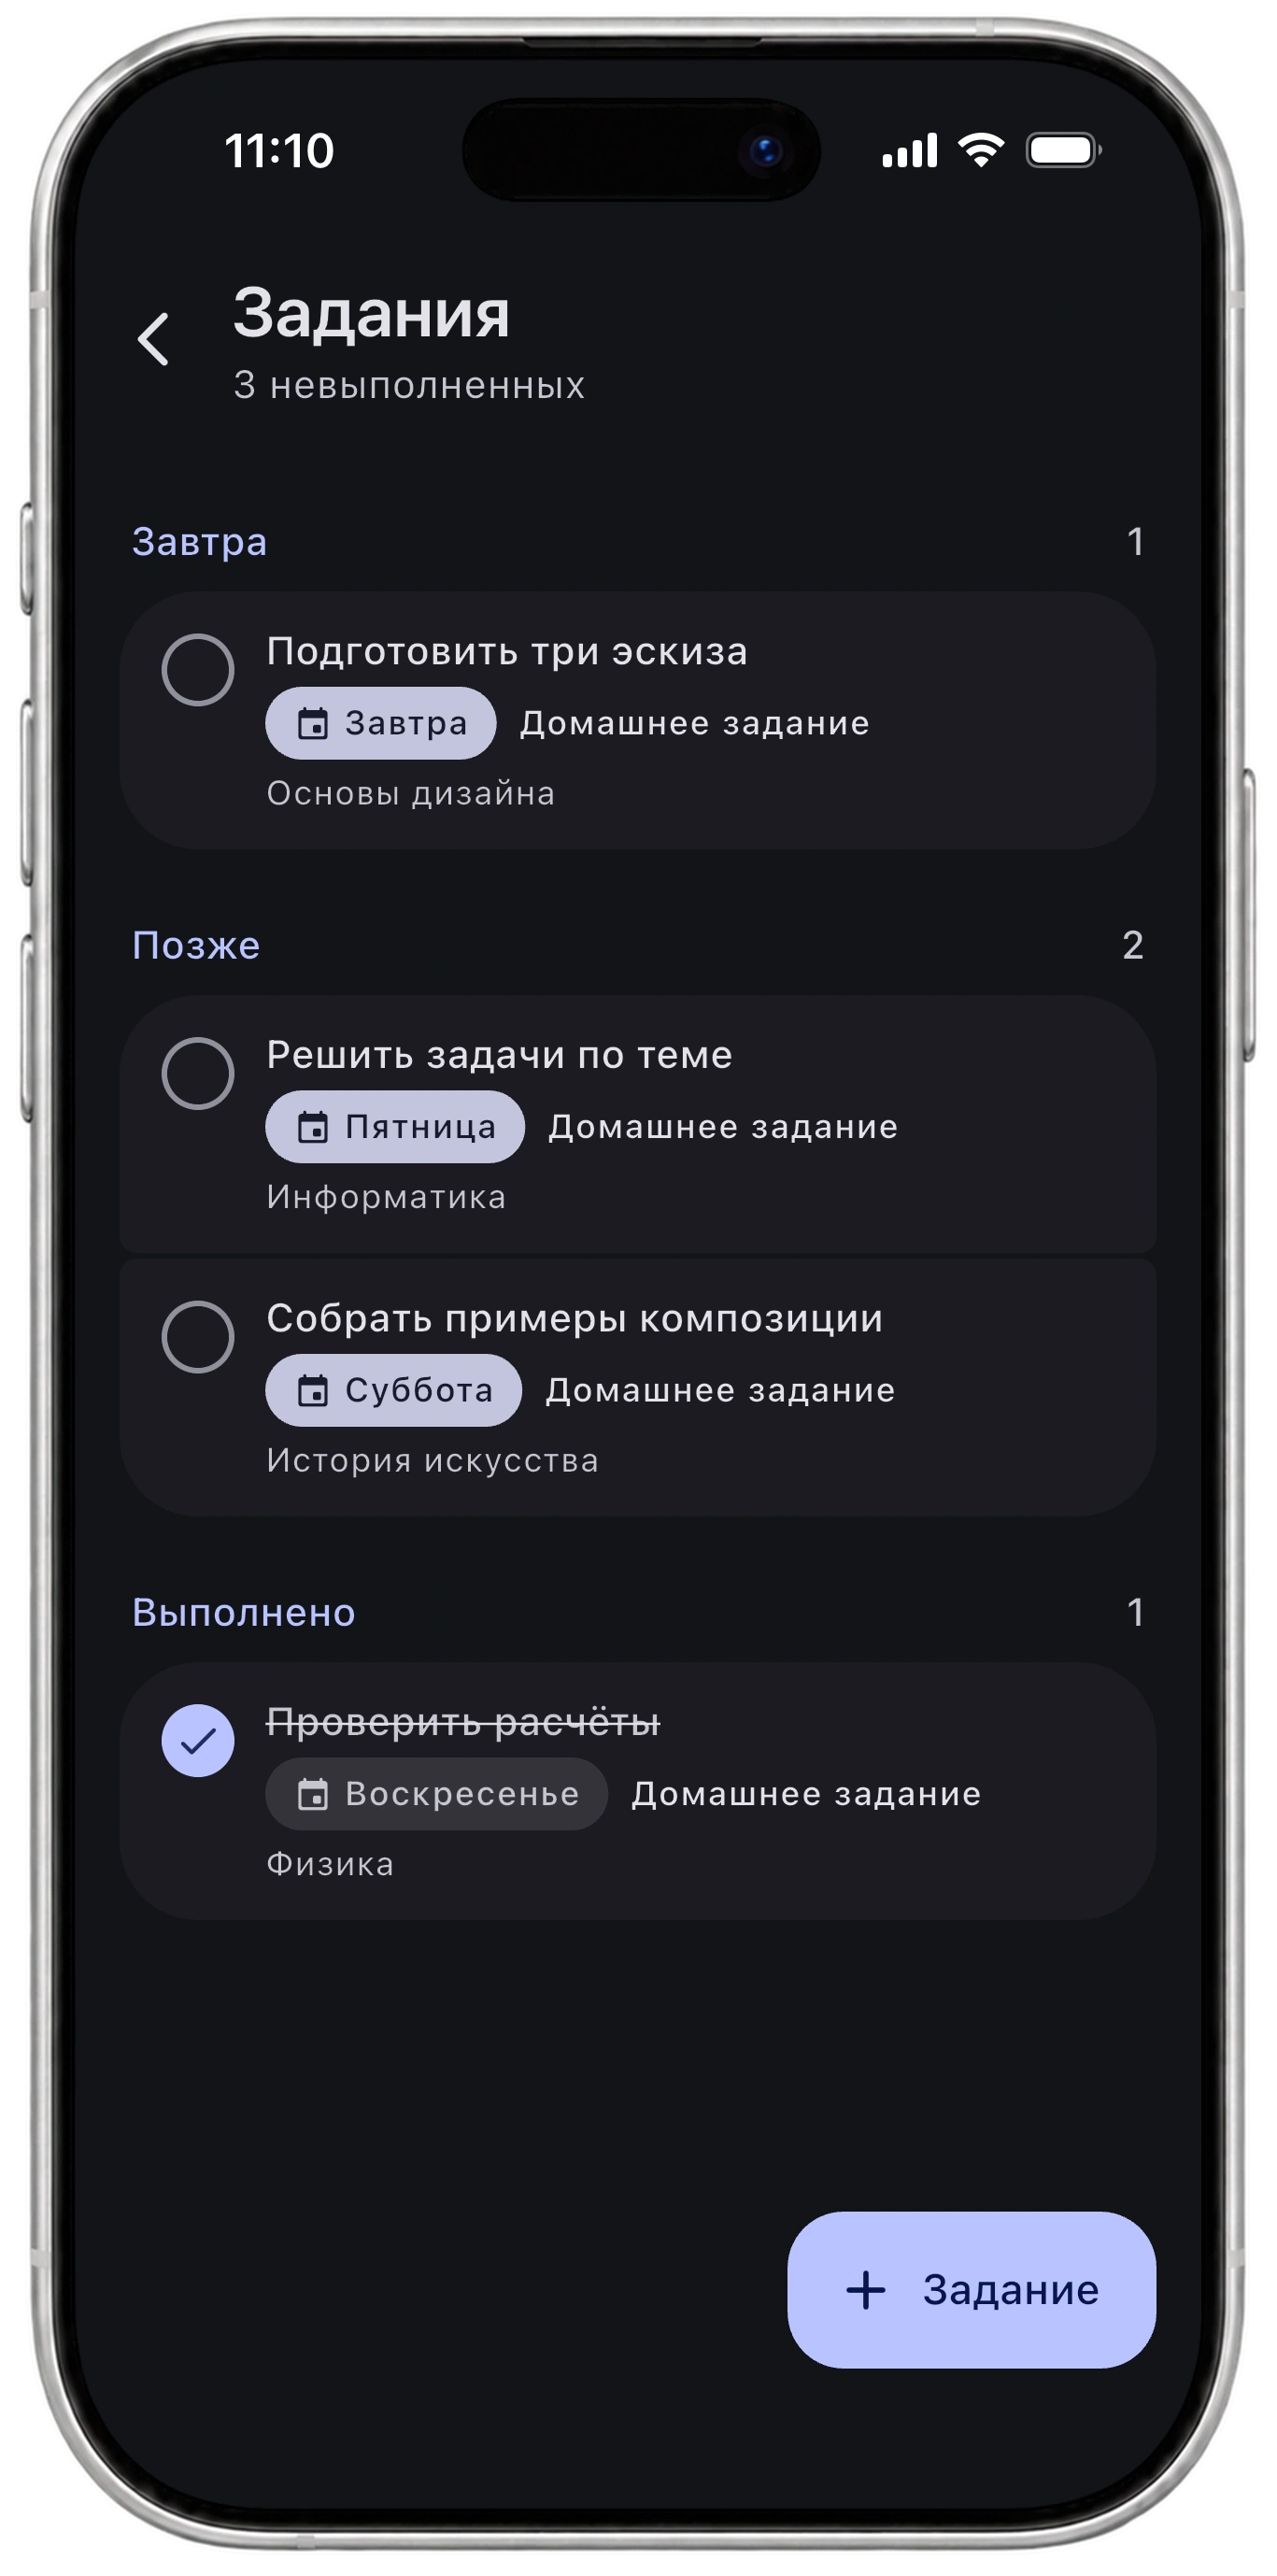 11:10
Задания
3 невыполненных
Завтра 1
Подготовить три эскиза
Завтра Домашнее задание
Основы дизайна
Позже 2
Решить задачи по теме
Пятница Домашнее задание
Информатика
Собрать примеры композиции
Суббота Домашнее задание
История искусства
Выполнено 1
Проверить расчёты
Воскресенье Домашнее задание
Физика
+ Задание